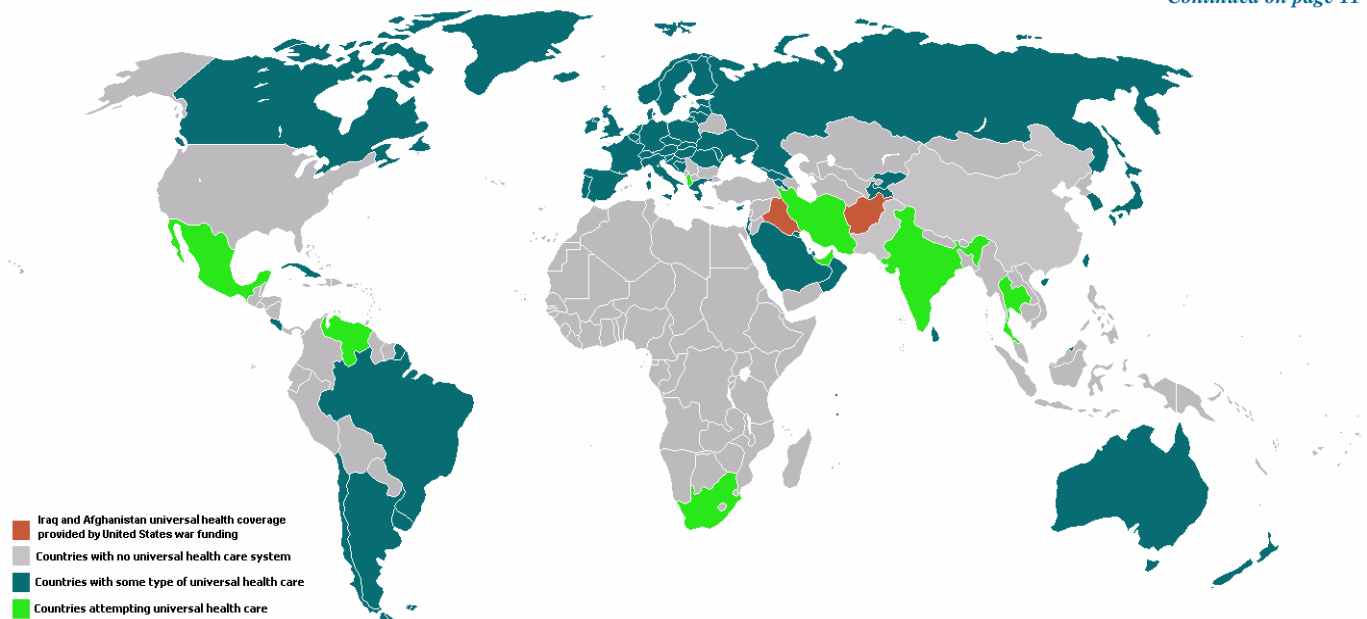 Continued on page 11
Iraq and Afghanistan universal health coverage
provided by United States war funding
Countries with no universal health care system
Countries with some type of universal health care
Countries attempting universal health care